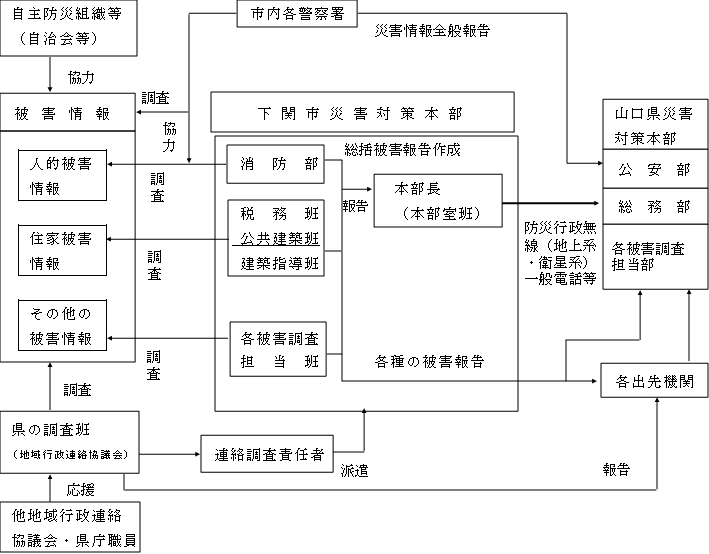 自主防災組織等
（自治会等）
市内各警察署
災害情報全般報告
協力
調査
被害情報
下関市災害対策本部
山口県災害
対策本部
協力
総括被害報告作成
人的被害
情報
消防部
公安部
調査
報告
本部長
（本部室班）
総務部
税務班
公共建築班
建築指導班
住家被害
情報
調査
防災行政無
線（地上系
・衛星系）
一般電話等
各被害調査
担当部
その他の
被害情報
各被害調査
担当班
調査
各種の被害報告
各出先機関
調査
県の調査班
（地域行政連絡協議会）
連絡調査責任者
派遣
報告
応援
他地域行政連絡
協議会・県庁職員